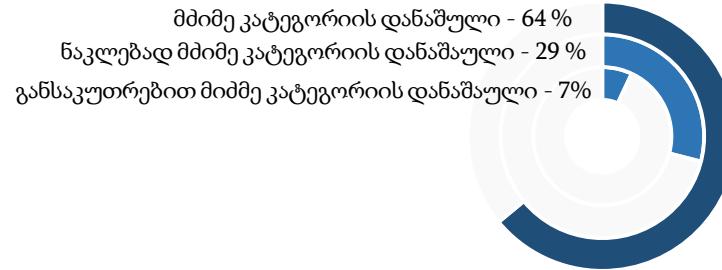 მძიმე კატეგორიის დანაშული - 64 %
ნაკლებად მძიმე კატეგორიის დანაშაული - 29 %
განსაკუთრებით მიძმე კატეგორიის დანაშაული - 7%